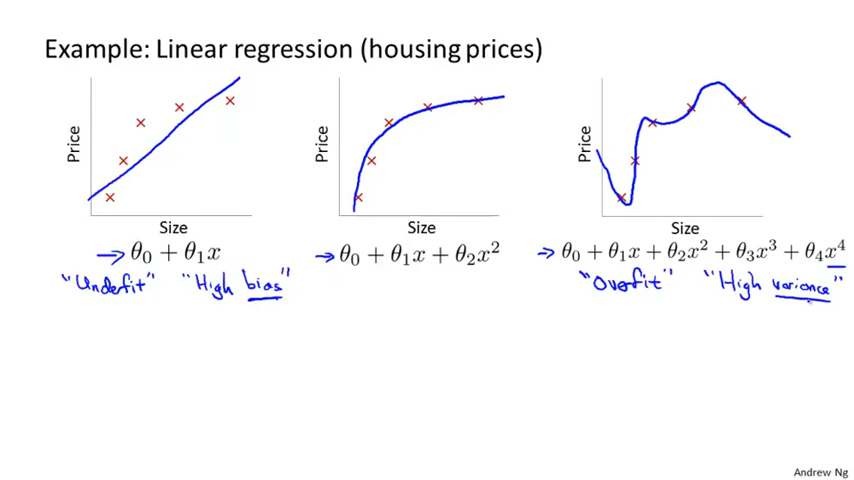 Example: Linear regression (housing prices)
Price
Size
→ θ₀ + θ₁x
"Underfit" "High bias"
Price
Size
→ θ₀ + θ₁x + θ₂x²
Price
Size
→ θ₀ + θ₁x + θ₂x² + θ₃x³ + θ₄x⁴
"Overfit" "High variance"
Andrew Ng